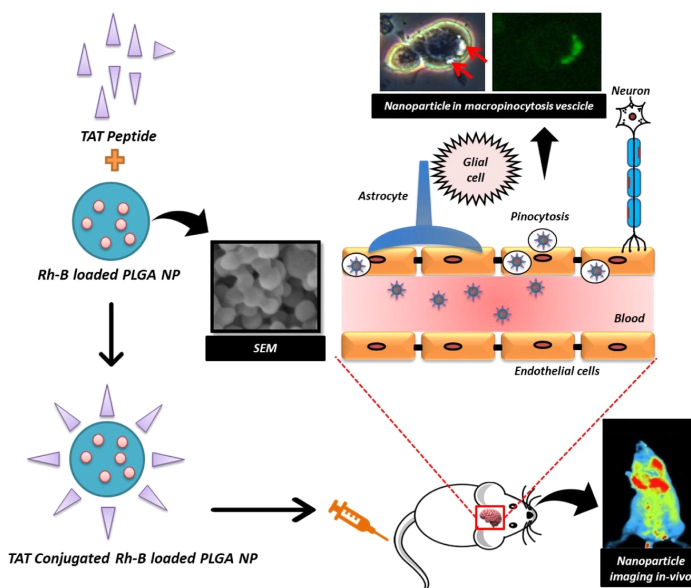 TAT Peptide
Rh-B loaded PLGA NP
SEM
TAT Conjugated Rh-B loaded PLGA NP
Nanoparticle in macropinocytosis vescicle
Neuron
Glial
cell
Astrocyte
Pinocytosis
Blood
Endothelial cells
Nanoparticle
imaging in-vivo